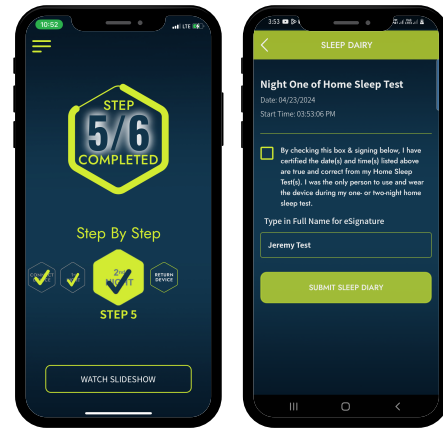 10:52
LTE
STEP
5/6
COMPLETED
Step By Step
2nd
NIGHT
RETURN
DEVICE
STEP 5
WATCH SLIDESHOW
3:53
SLEEP DAIRY
Night One of Home Sleep Test
Date: 04/23/2024
Start Time: 03:53:06 PM
By checking this box & signing below, I have
certified the date(s) and time(s) listed above
are true and correct from my Home Sleep
Test(s). I was the only person to use and wear
the device during my one- or two-night home
sleep test.
Type in Full Name for eSignature
Jeremy Test
SUBMIT SLEEP DIARY